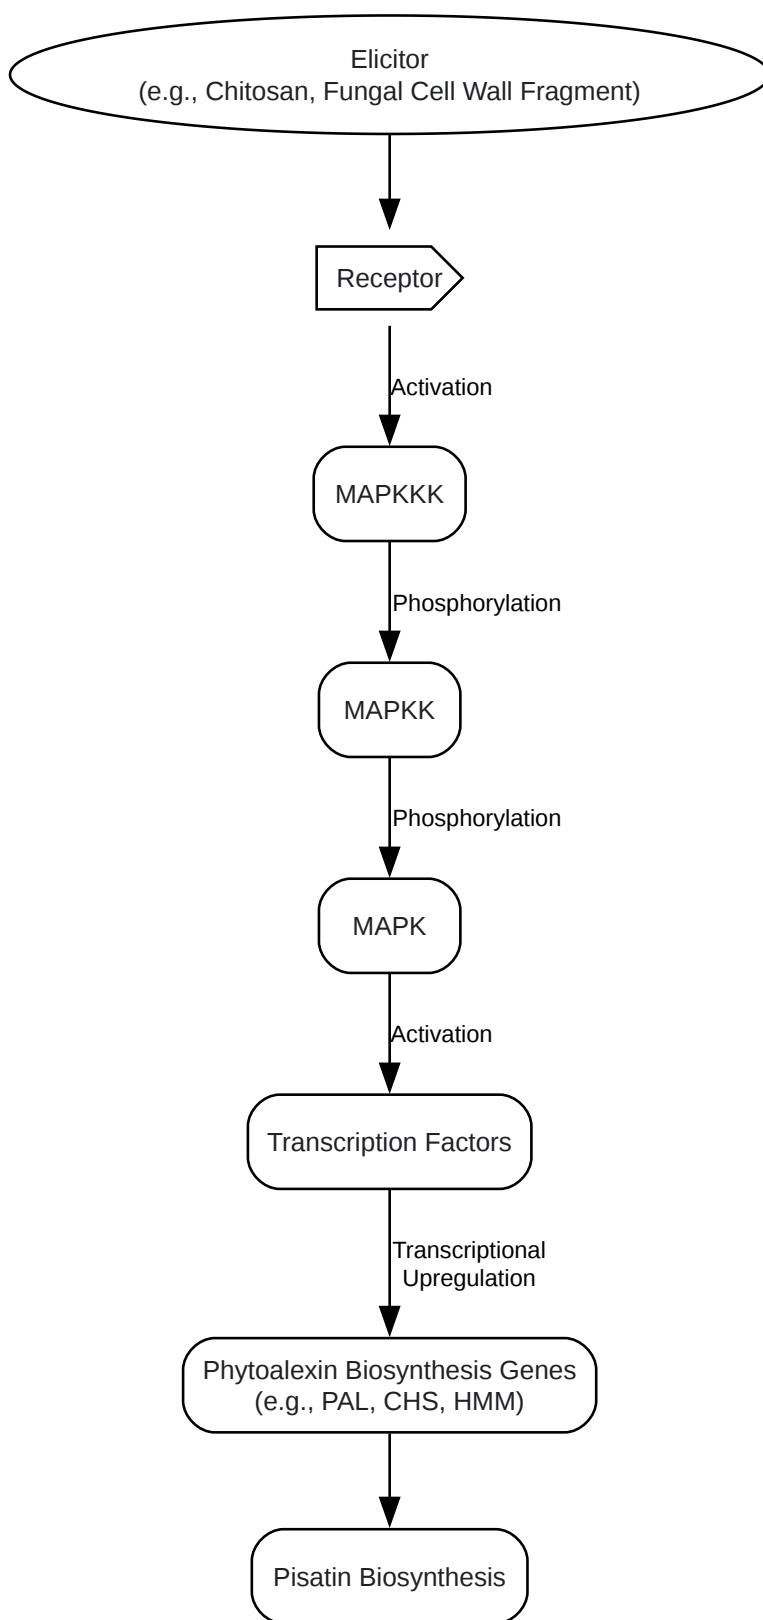 Elicitor
(e.g., Chitosan, Fungal Cell Wall Fragment)
Receptor
Activation
MAPKKK
Phosphorylation
MAPKK
Phosphorylation
MAPK
Activation
Transcription Factors
Transcriptional
Upregulation
Phytoalexin Biosynthesis Genes
(e.g., PAL, CHS, HMM)
Pisatin Biosynthesis